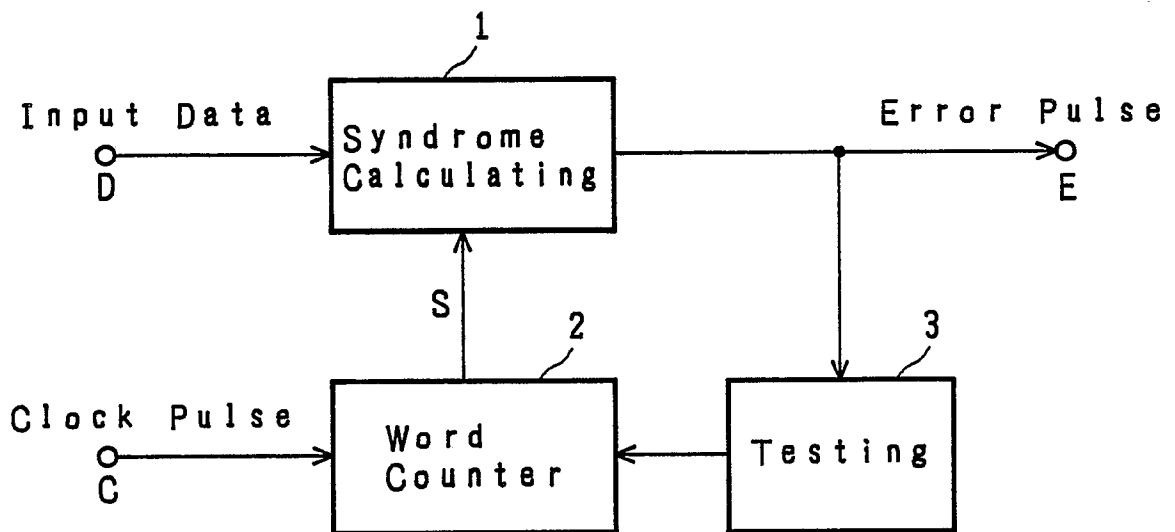 1
Input Data
Error Pulse
Syndrome
Calculating
D
E
S
2
3
Clock Pulse
Word
Counter
Testing
C